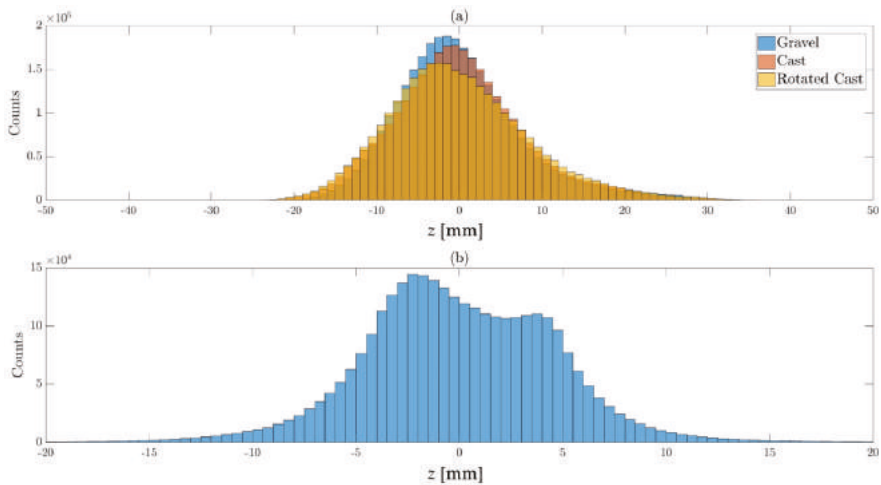 (a)
×10⁵
2
1.5
1
0.5
0
Counts
Gravel
Cast
Rotated Cast
-50 -40 -30 -20 -10 0 10 20 30 40 50
z [mm]
(b)
×10⁴
15
10
5
0
Counts
-20 -15 -10 -5 0 5 10 15 20
z [mm]